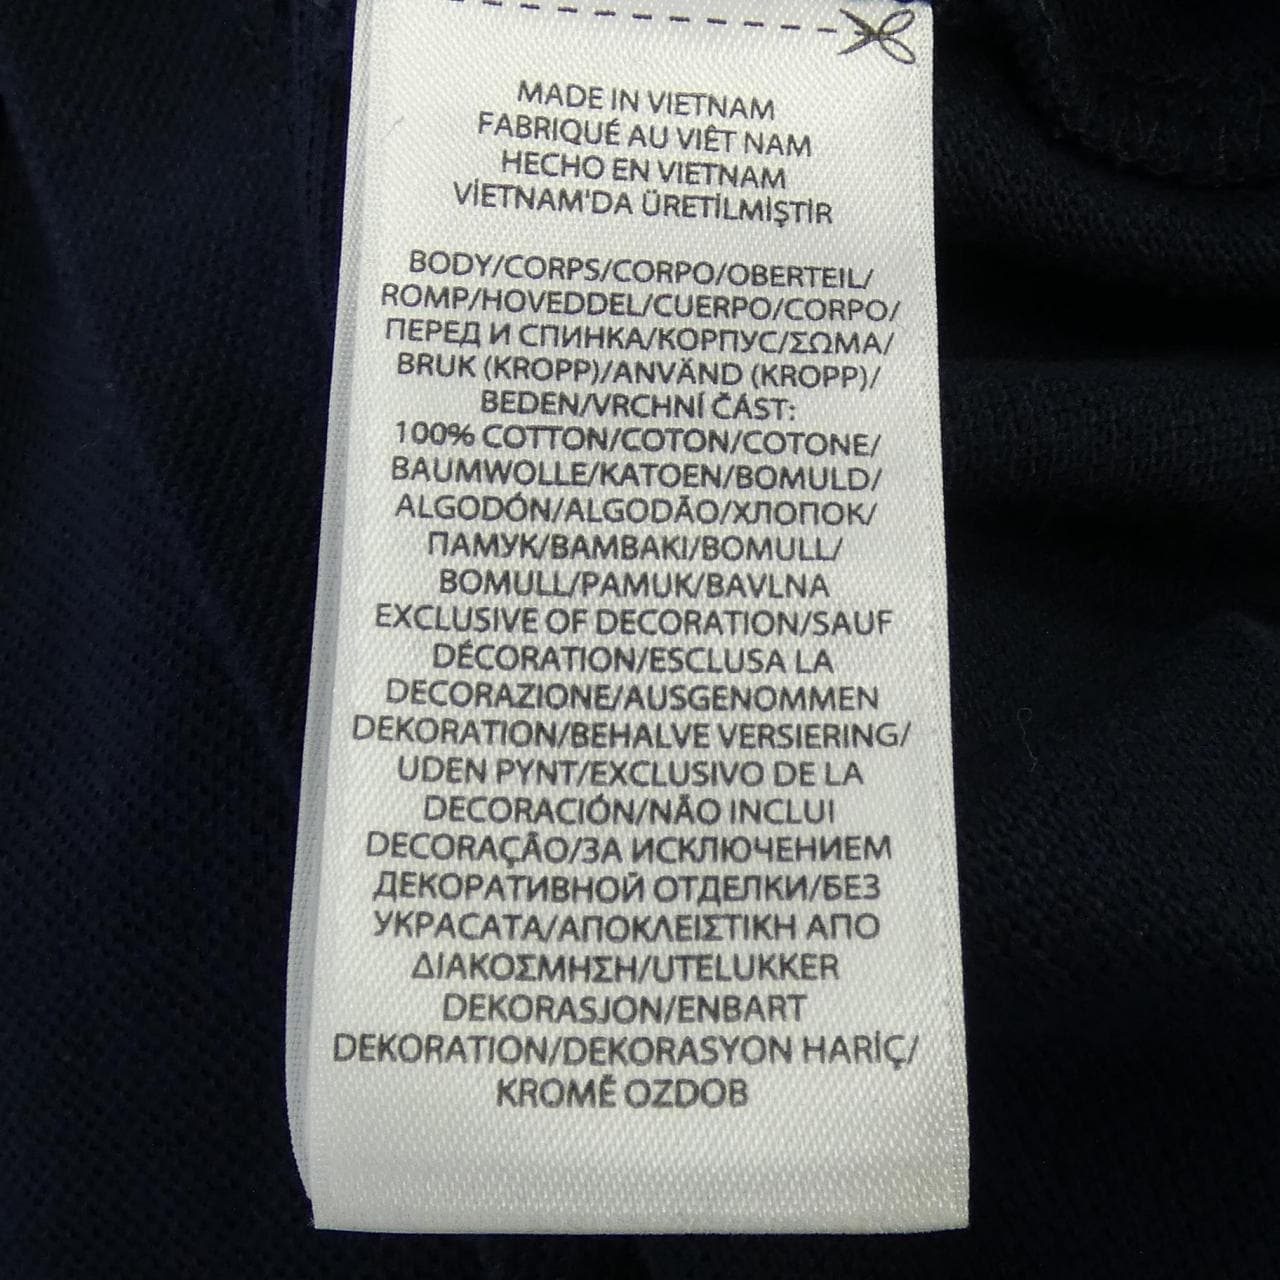 MADE IN VIETNAM
FABRIQUÉ AU VIÊT NAM
HECHO EN VIETNAM
VİETNAM'DA ÜRETİLMİŞTİR
BODY/CORPS/CORPO/OBERTEIL/
ROMP/HOVEDDEL/CUERPO/CORPO/
ПЕРЕД И СПИНКА/КОРПУС/ΣΩΜΑ/
BRUK (KROPP)/ANVÄND (KROPP)/
BEDEN/VRCHNÍ ČÁST:
100% COTTON/COTON/COTONE/
BAUMWOLLE/KATOEN/BOMULD/
ALGODÓN/ALGODÃO/ХЛОПОК/
ПАМУК/ΒΑΜΒΑΚΙ/BOMULL/
BOMULL/PAMUK/BAVLNA
EXCLUSIVE OF DECORATION/SAUF
DÉCORATION/ESCLUSA LA
DECORAZIONE/AUSGENOMMEN
DEKORATION/BEHALVE VERSIERING/
UDEN PYNT/EXCLUSIVO DE LA
DECORACIÓN/NÃO INCLUI
DECORAÇÃO/ЗА ИСКЛЮЧЕНИЕМ
ДЕКОРАТИВНОЙ ОТДЕЛКИ/БЕЗ
УКРАСАТА/ΑΠΟΚΛΕΙΣΤΙΚΗ ΑΠΟ
ΔΙΑΚΟΣΜΗΣΗ/UTELUKKER
DEKORASJON/ENBART
DEKORATION/DEKORASYON HARİÇ/
KROMĚ OZDOB